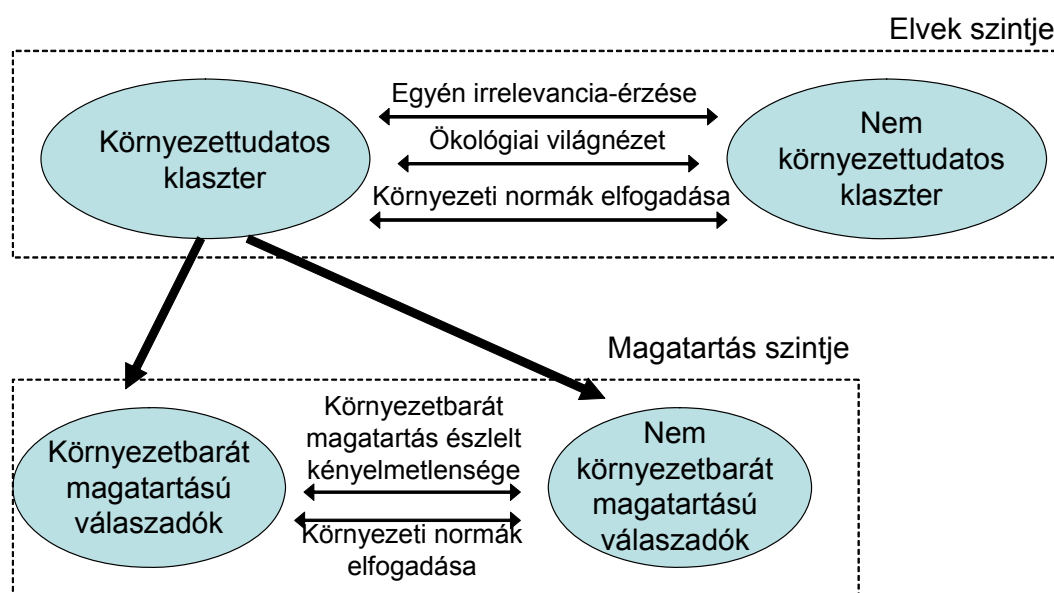 Elvek szintje
Környezettudatos
klaszter
Egyén irrelevancia-érzése
Ökológiai világnézet
Környezeti normák elfogadása
Nem
környezettudatos
klaszter
Magatartás szintje
Környezetbarát
magatartású
válaszadók
Környezetbarát
magatartás észlelt
kényelmetlensége
Környezeti normák
elfogadása
Nem
környezetbarát
magatartású
válaszadók